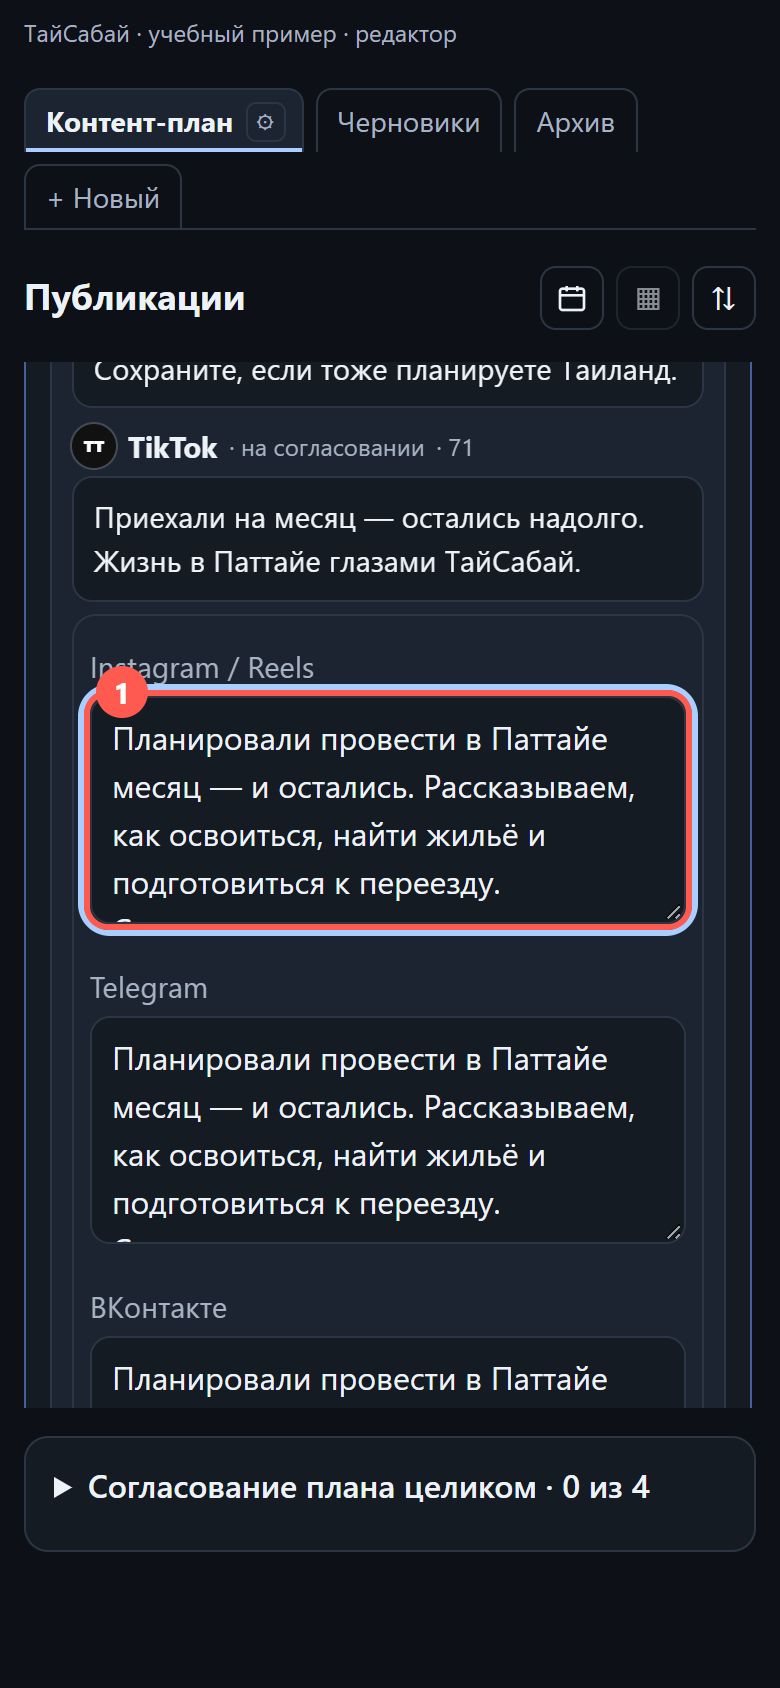 ТайСабай · учебный пример · редактор
Контент-план
Черновики
Архив
+ Новый
Публикации
Сохраните, если тоже планируете Таиланд.
TikTok · на согласовании · 71
Приехали на месяц — остались надолго.
Жизнь в Паттайе глазами ТайСабай.
Instagram / Reels
1
Планировали провести в Паттайе
месяц — и остались. Рассказываем,
как освоиться, найти жильё и
подготовиться к переезду.
Telegram
Планировали провести в Паттайе
месяц — и остались. Рассказываем,
как освоиться, найти жильё и
подготовиться к переезду.
ВКонтакте
Планировали провести в Паттайе
Согласование плана целиком · 0 из 4